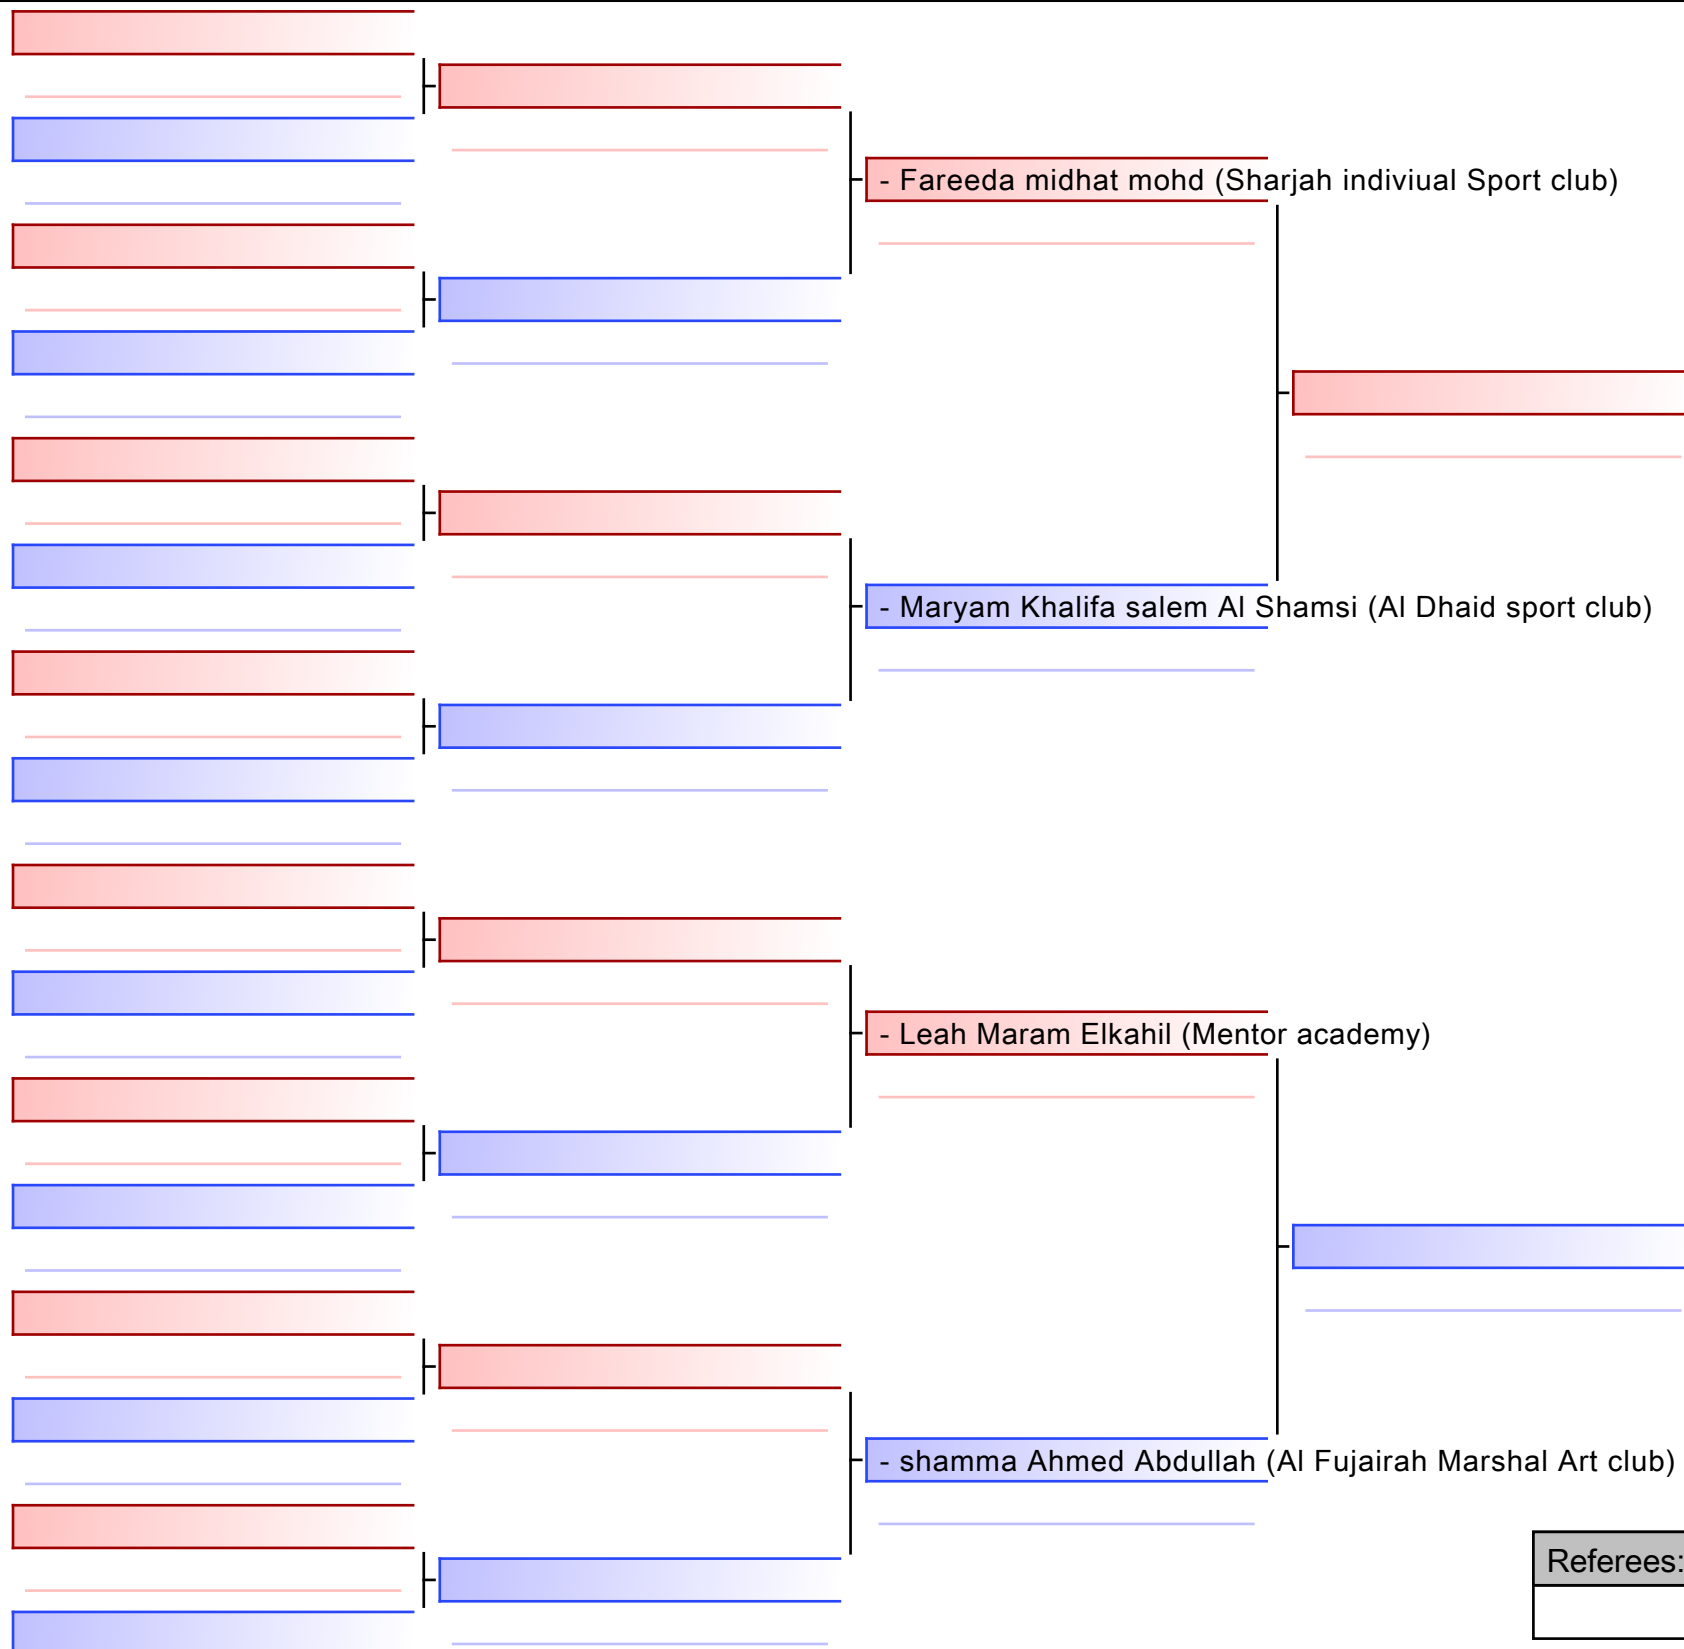 - Fareeda midhat mohd (Sharjah indiviual Sport club)
- Maryam Khalifa salem Al Shamsi (Al Dhaid sport club)
- Leah Maram Elkahil (Mentor academy)
- shamma Ahmed Abdullah (Al Fujairah Marshal Art club)
Referees: